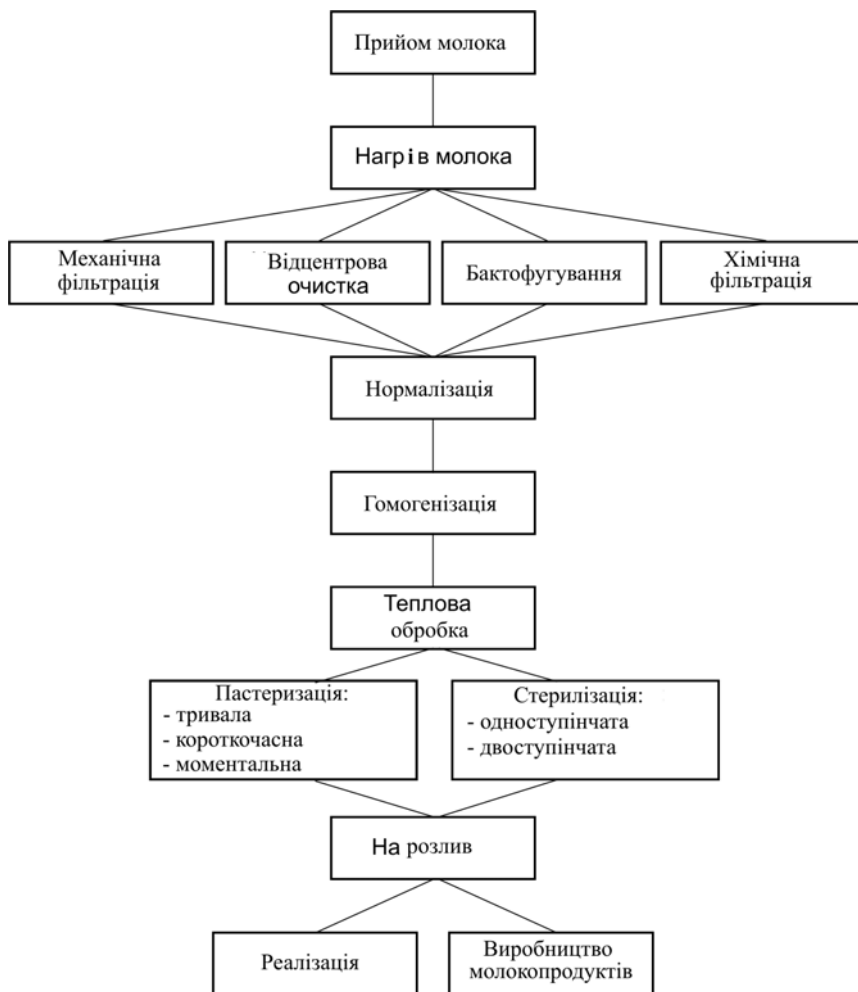 Прийом молока
Нагрів молока
Механічна
фільтрація
Відцентрова
очистка
Бактофугування
Хімічна
фільтрація
Нормалізація
Гомогенізація
Теплова
обробка
Пастеризація:
- тривала
- короткочасна
- моментальна
Стерилізація:
- одноступінчата
- двоступінчата
На розлив
Реалізація
Виробництво
молокопродуктів